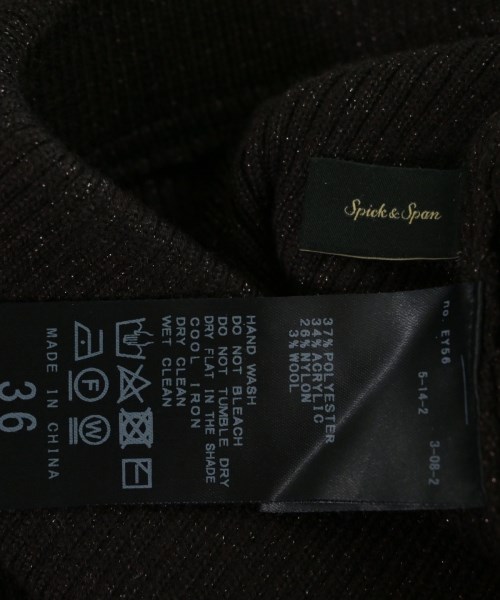 Spick & Span
no. EY56
5-14-2
3-08-2
37% POLYESTER
34% ACRYLIC
26% NYLON
3% WOOL
HAND WASH
DO NOT BLEACH
DO NOT TUMBLE DRY
DRY FLAT IN THE SHADE
COOL IRON
DRY CLEAN
WET CLEAN
F
W
MADE IN CHINA
36